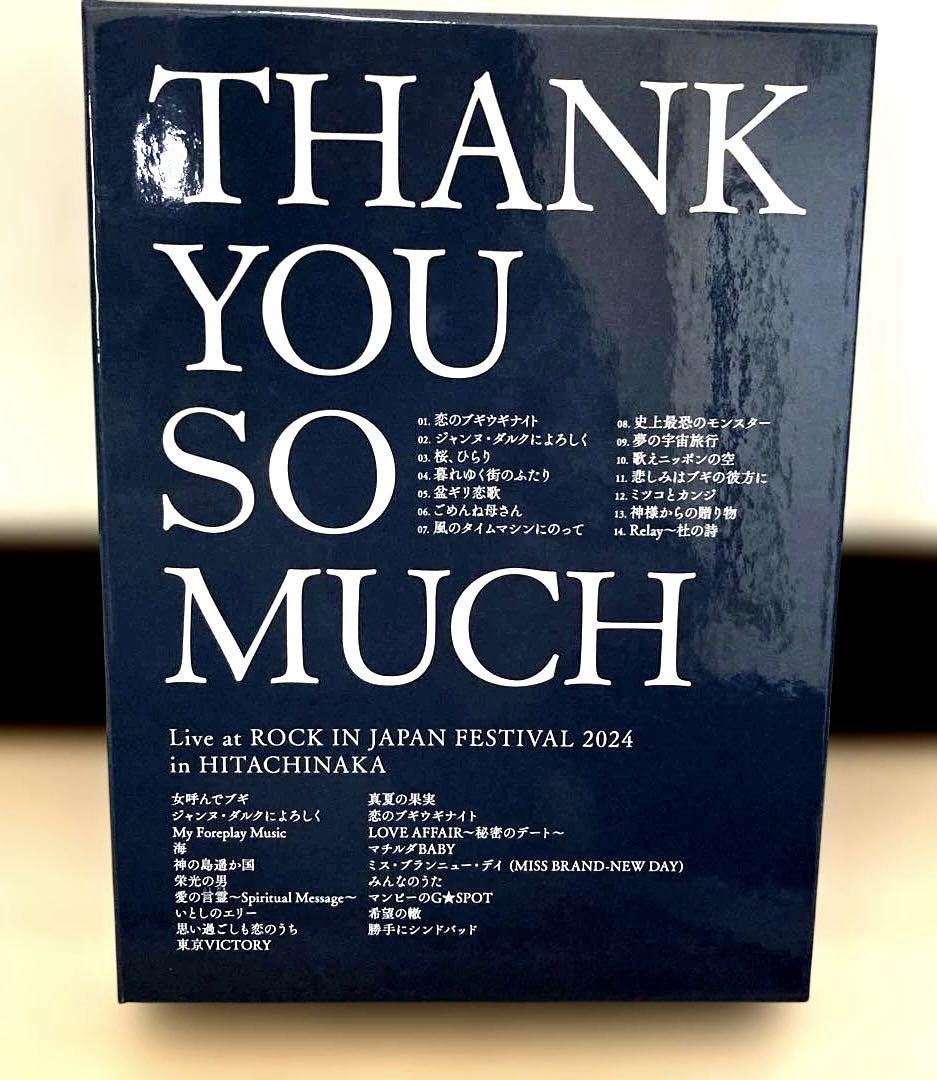 THANK
YOU
SO
MUCH
01. 恋のブギウギナイト
02. ジャンヌ・ダルクによろしく
03. 桜、ひらり
04. 暮れゆく街のふたり
05. 盆ギリ恋歌
06. ごめんね母さん
07. 風のタイムマシンにのって
08. 史上最恐のモンスター
09. 夢の宇宙旅行
10. 歌えニッポンの空
11. 悲しみはブギの彼方に
12. ミツコとカンジ
13. 神様からの贈り物
14. Relay〜杜の詩
Live at ROCK IN JAPAN FESTIVAL 2024
in HITACHINAKA
女呼んでブギ
ジャンヌ・ダルクによろしく
My Foreplay Music
海
神の島遥か国
栄光の男
愛の言霊〜Spiritual Message〜
いとしのエリー
思い過ごしも恋のうち
東京VICTORY
真夏の果実
恋のブギウギナイト
LOVE AFFAIR〜秘密のデート〜
マチルダBABY
ミス・ブランニュー・デイ (MISS BRAND-NEW DAY)
みんなのうた
マンピーのG★SPOT
希望の轍
勝手にシンドバッド